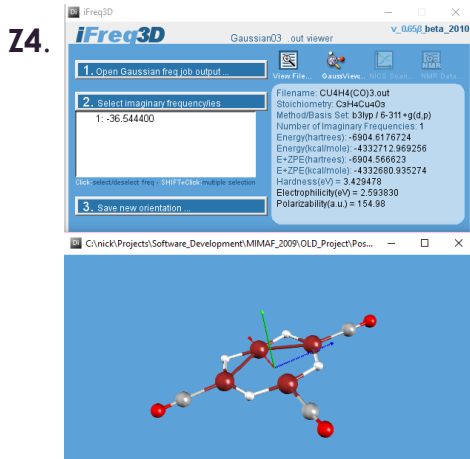 Z4.
Di iFreq3D
iFreq3D
Gaussian03 .out viewer
v_0.65β_beta_2010
1. Open Gaussian freq job output ...
View File... GaussView... NICS Scan... NMR Data...
NMR
2. Select imaginary frequency/ies
1: -36.544400
Click-select/deselect freq - SHIFT+Click-multiple selection
3. Save new orientation ...
Filename: CU4H4(CO)3.out
Stoichiometry: C3H4Cu4O3
Method/Basis Set: b3lyp / 6-311+g(d,p)
Number of Imaginary Frequencies: 1
Energy(hartrees): -6904.6176724
Energy(kcal/mole): -4332712.969256
E+ZPE(hartrees): -6904.566623
E+ZPE(kcal/mole): -4332680.935274
Hardness(eV) = 3.429478
Electrophilicity(eV) = 2.593830
Polarizability(a.u.) = 154.98
Di C:\nick\Projects\Software_Development\MIMAF_2009\OLD_Project\Pos...